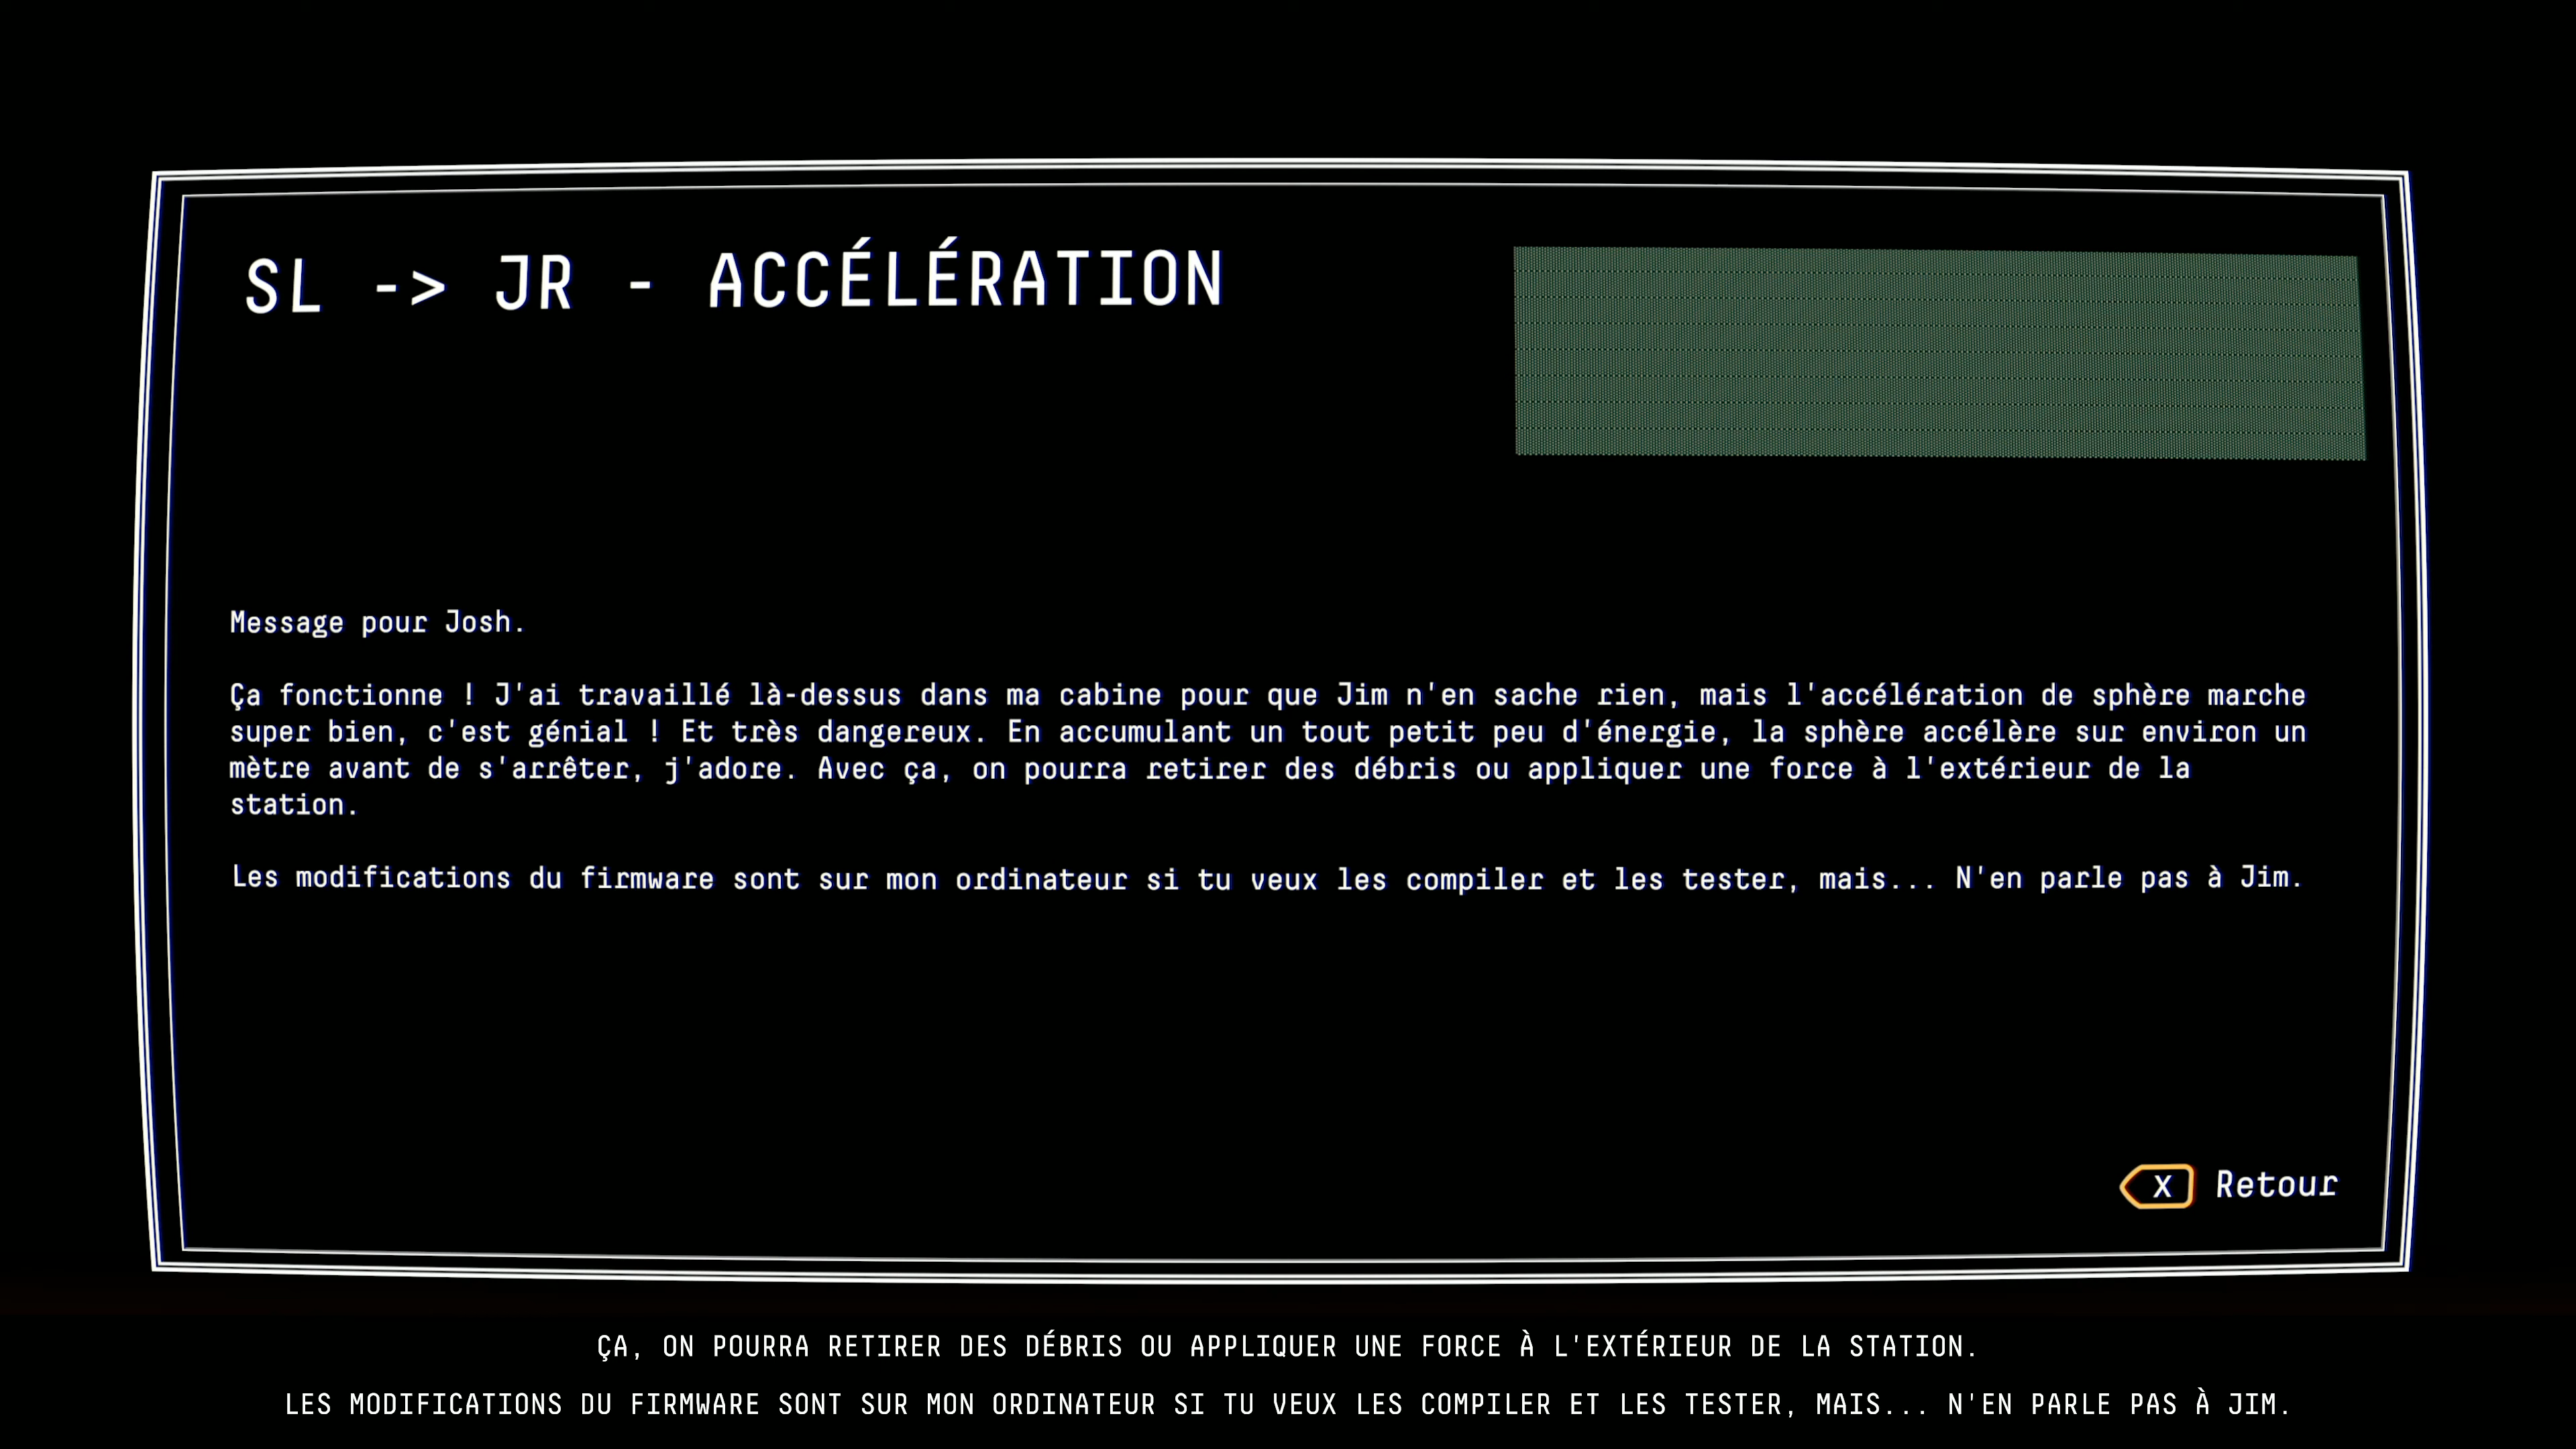 SL -> JR - ACCÉLÉRATION
Message pour Josh.
Ça fonctionne ! J'ai travaillé là-dessus dans ma cabine pour que Jim n'en sache rien, mais l'accélération de sphère marche
super bien, c'est génial ! Et très dangereux. En accumulant un tout petit peu d'énergie, la sphère accélère sur environ un
mètre avant de s'arrêter, j'adore. Avec ça, on pourra retirer des débris ou appliquer une force à l'extérieur de la
station.
Les modifications du firmware sont sur mon ordinateur si tu veux les compiler et les tester, mais... N'en parle pas à Jim.
X Retour
ÇA, ON POURRA RETIRER DES DÉBRIS OU APPLIQUER UNE FORCE À L'EXTÉRIEUR DE LA STATION.
LES MODIFICATIONS DU FIRMWARE SONT SUR MON ORDINATEUR SI TU VEUX LES COMPILER ET LES TESTER, MAIS... N'EN PARLE PAS À JIM.